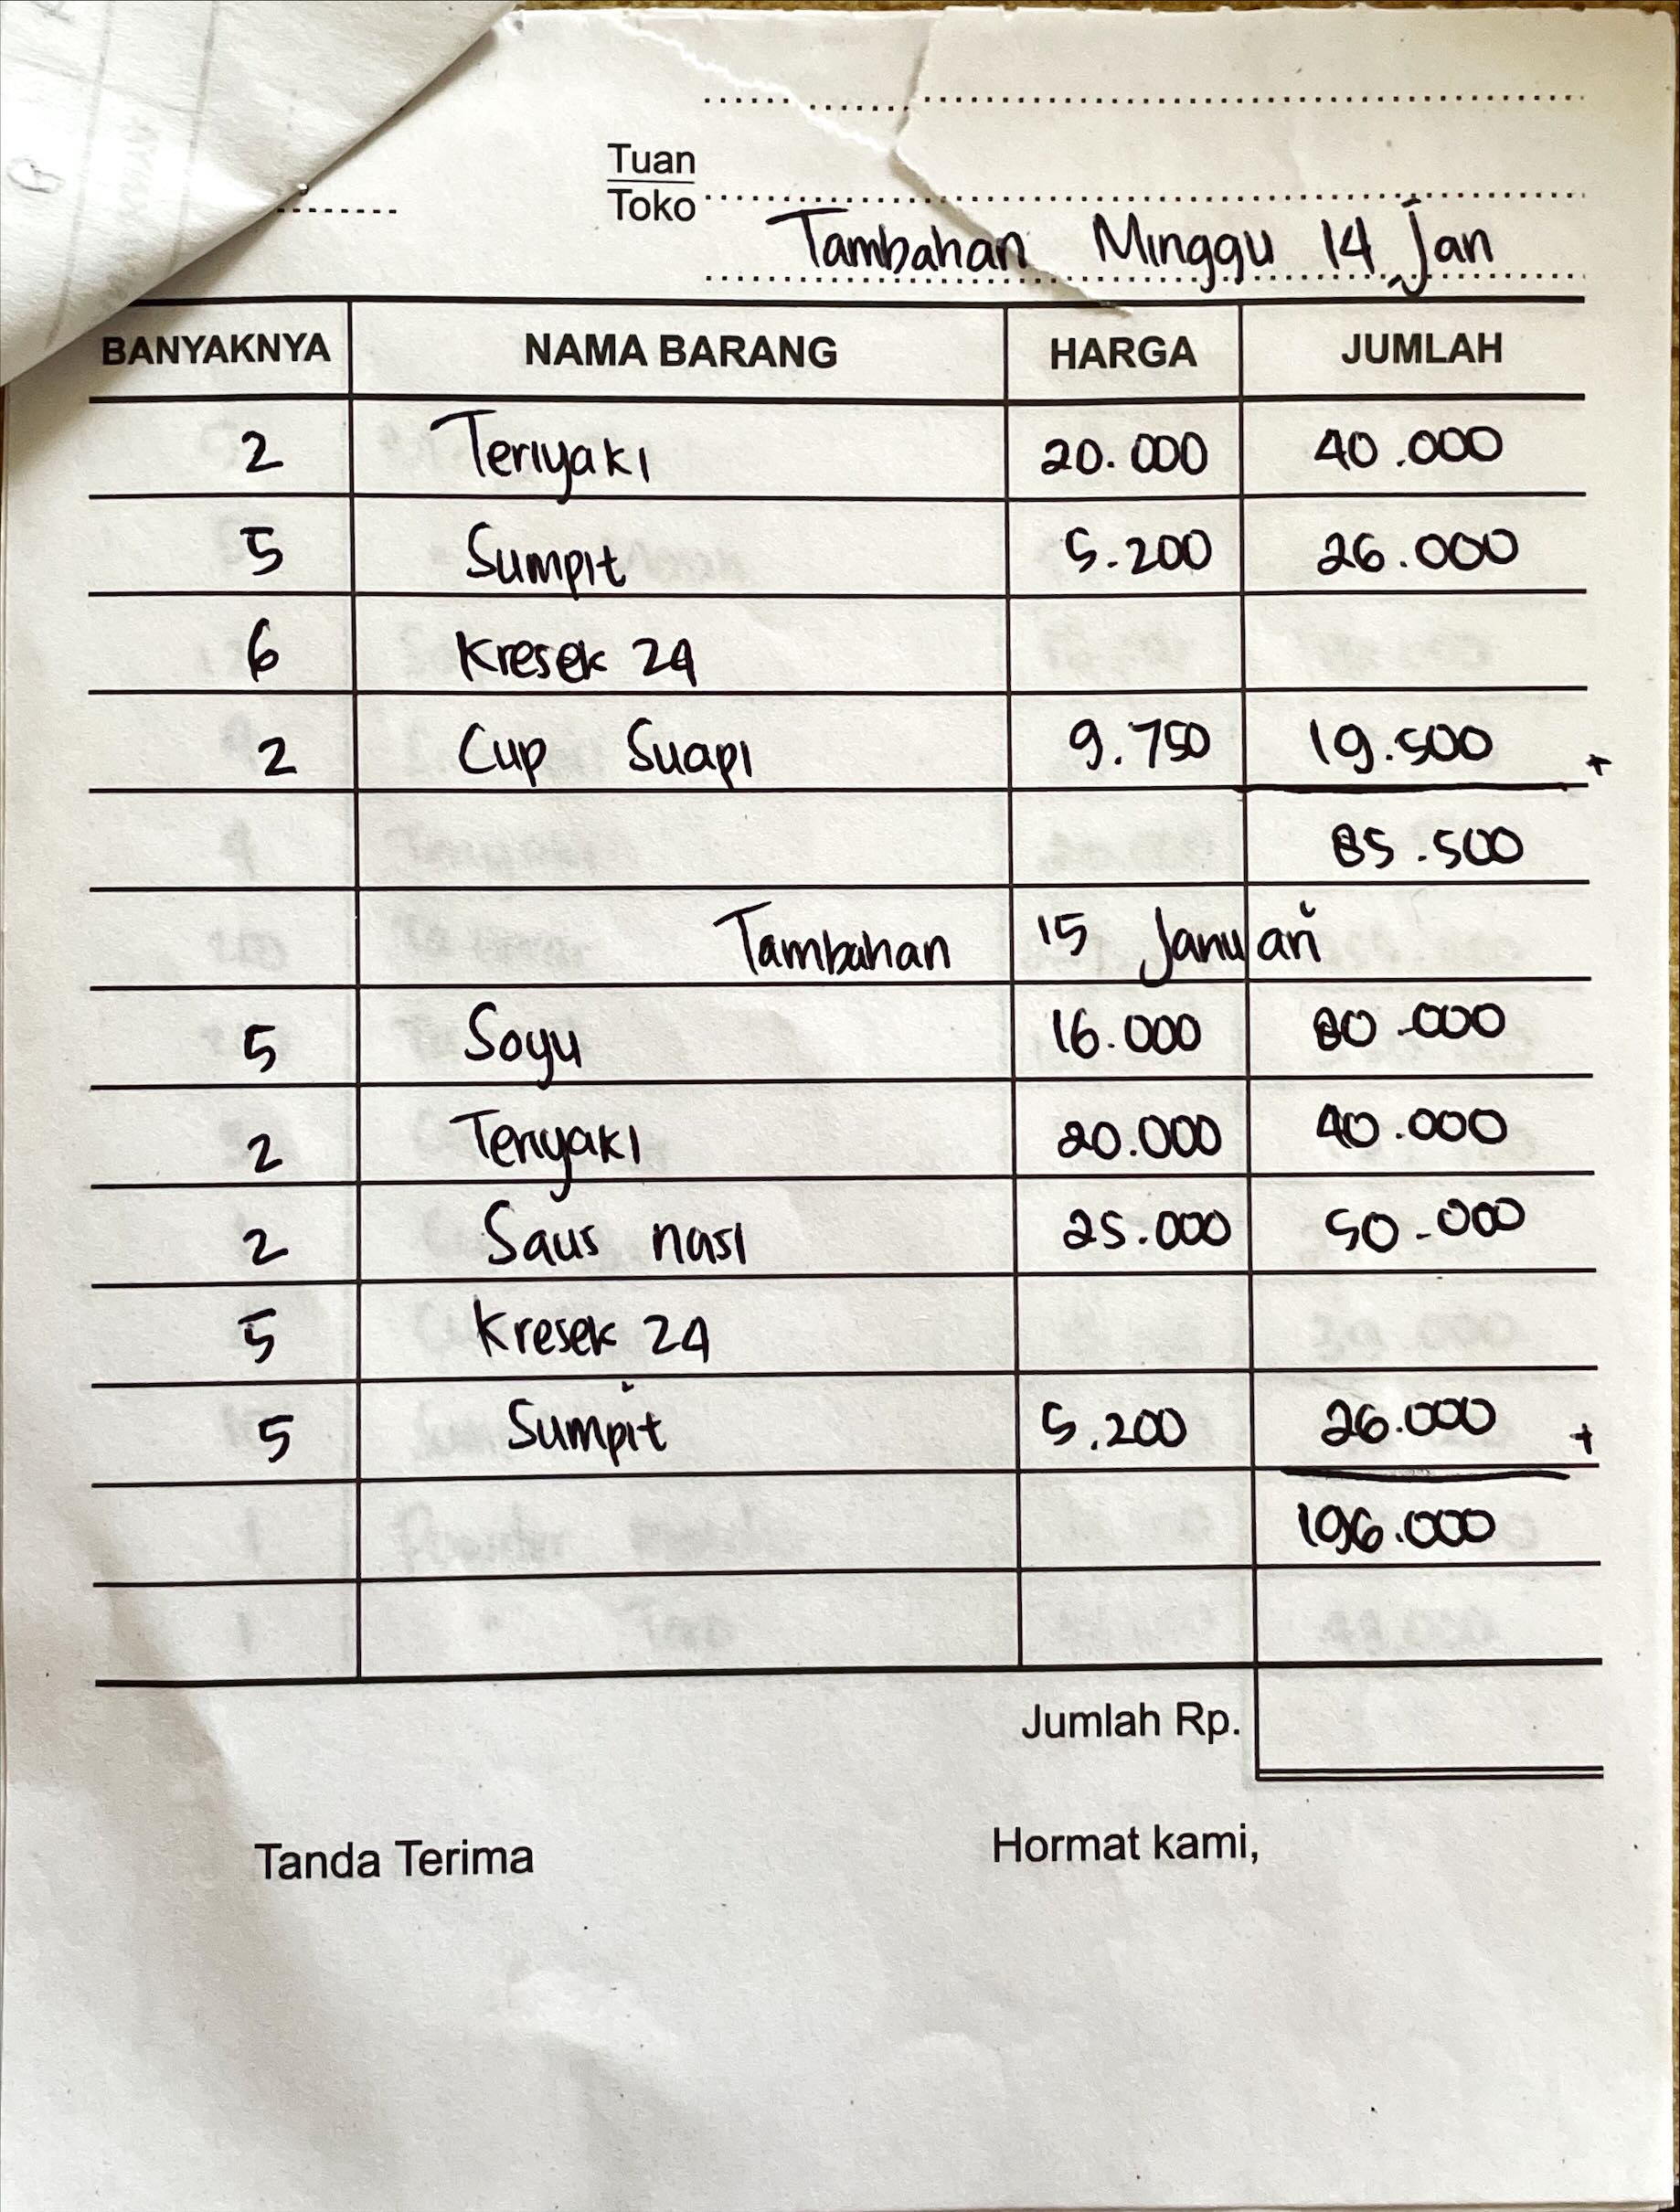 Tuan
Toko
Tambahan Minggu 14 Jan
BANYAKNYA NAMA BARANG HARGA JUMLAH
2 Teriyaki 20.000 40.000
5 Sumpit 5.200 26.000
6 Kresek 24
2 Cup Suapi 9.750 19.500 +
85.500
Tambahan 15 Januari
5 Soyu 16.000 80.000
2 Teriyaki 20.000 40.000
2 Saus nasi 25.000 50.000
5 Kresek 24
5 Sumpit 5.200 26.000 +
196.000
Jumlah Rp.
Tanda Terima Hormat kami,